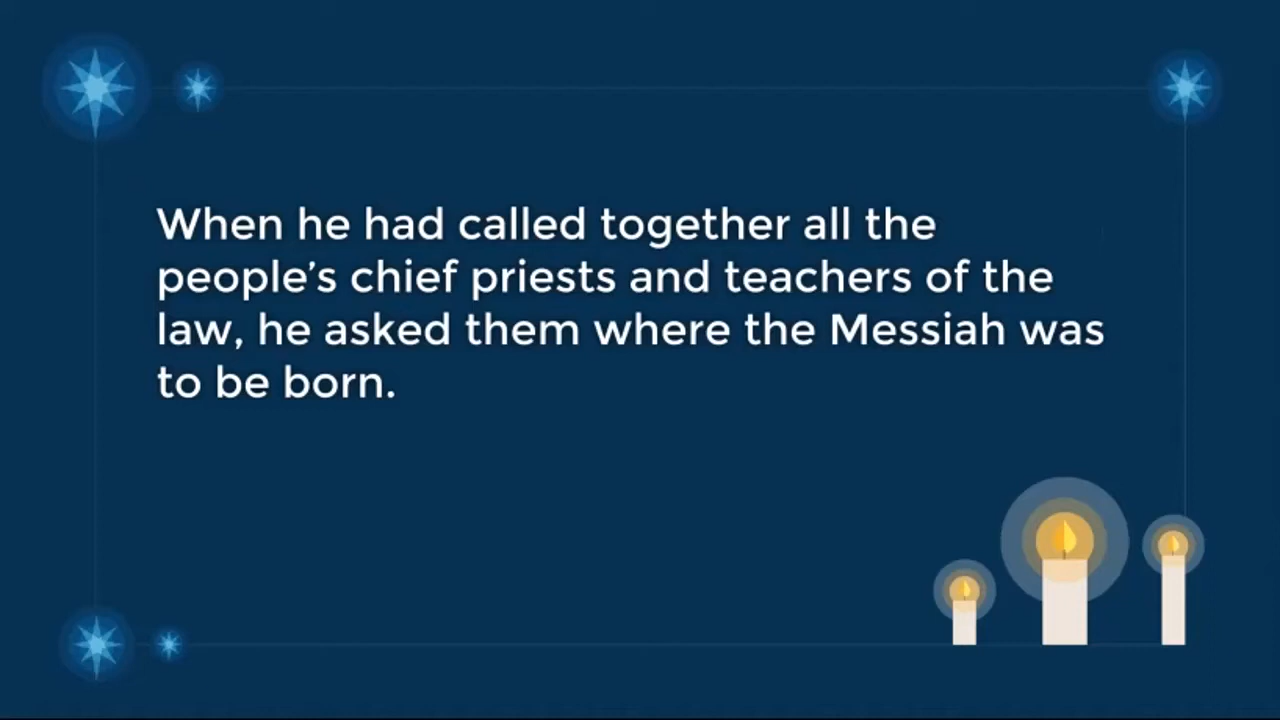 When he had called together all the
people’s chief priests and teachers of the
law, he asked them where the Messiah was
to be born.